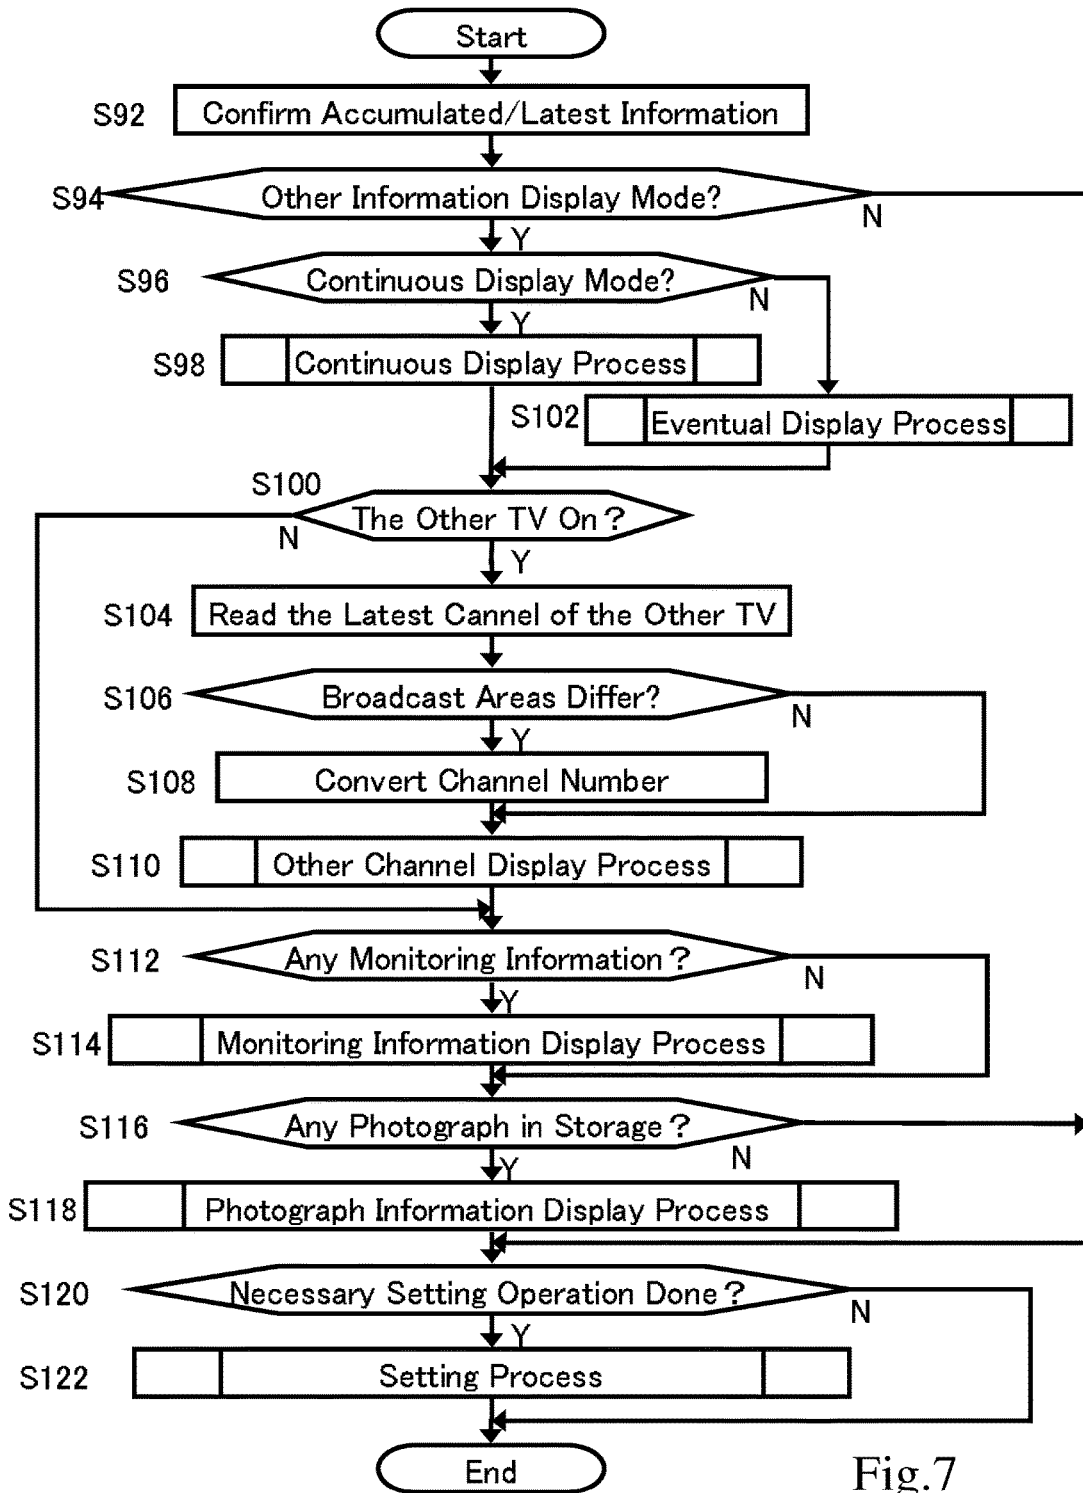 Start
S92 Confirm Accumulated/Latest Information
S94 Other Information Display Mode?
N
Y
S96 Continuous Display Mode?
N
Y
S98 Continuous Display Process
S102 Eventual Display Process
S100
The Other TV On?
N
Y
S104 Read the Latest Cannel of the Other TV
S106 Broadcast Areas Differ?
N
Y
S108 Convert Channel Number
S110 Other Channel Display Process
S112 Any Monitoring Information?
N
Y
S114 Monitoring Information Display Process
S116 Any Photograph in Storage?
N
Y
S118 Photograph Information Display Process
S120 Necessary Setting Operation Done?
N
Y
S122 Setting Process
End
Fig.7